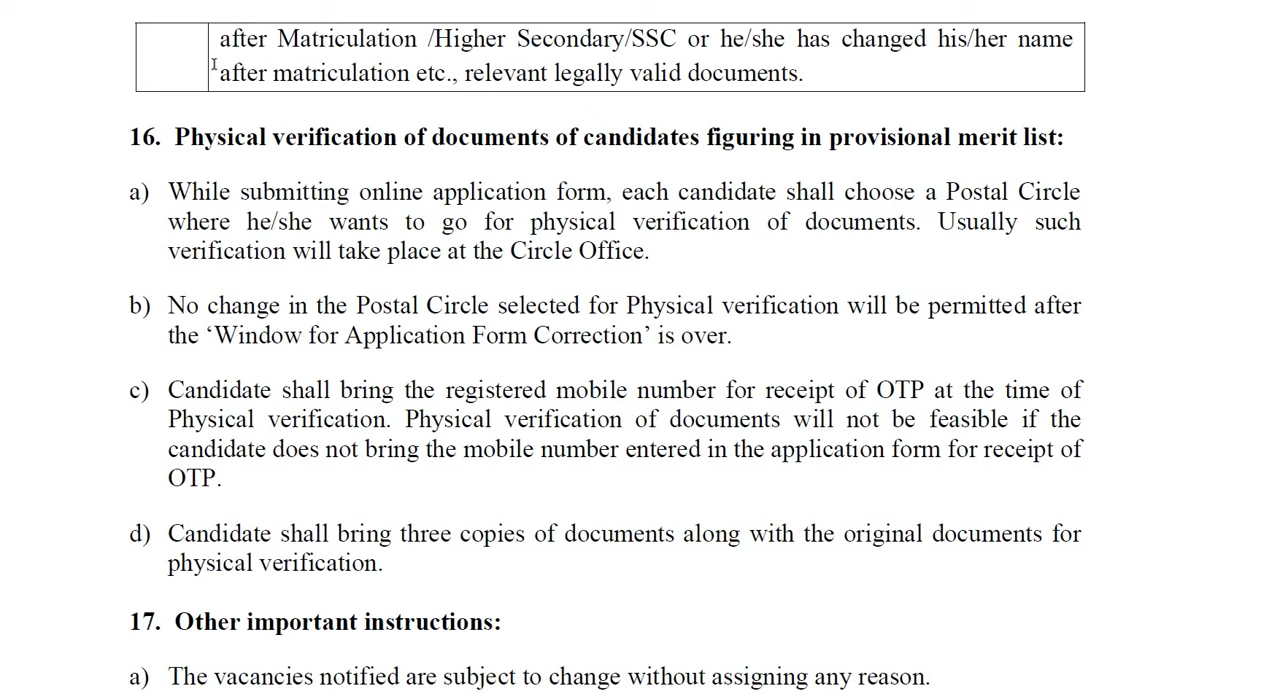 after Matriculation /Higher Secondary/SSC or he/she has changed his/her name
after matriculation etc., relevant legally valid documents.
16. Physical verification of documents of candidates figuring in provisional merit list:
a) While submitting online application form, each candidate shall choose a Postal Circle
where he/she wants to go for physical verification of documents. Usually such
verification will take place at the Circle Office.
b) No change in the Postal Circle selected for Physical verification will be permitted after
the ‘Window for Application Form Correction’ is over.
c) Candidate shall bring the registered mobile number for receipt of OTP at the time of
Physical verification. Physical verification of documents will not be feasible if the
candidate does not bring the mobile number entered in the application form for receipt of
OTP.
d) Candidate shall bring three copies of documents along with the original documents for
physical verification.
17. Other important instructions:
a) The vacancies notified are subject to change without assigning any reason.